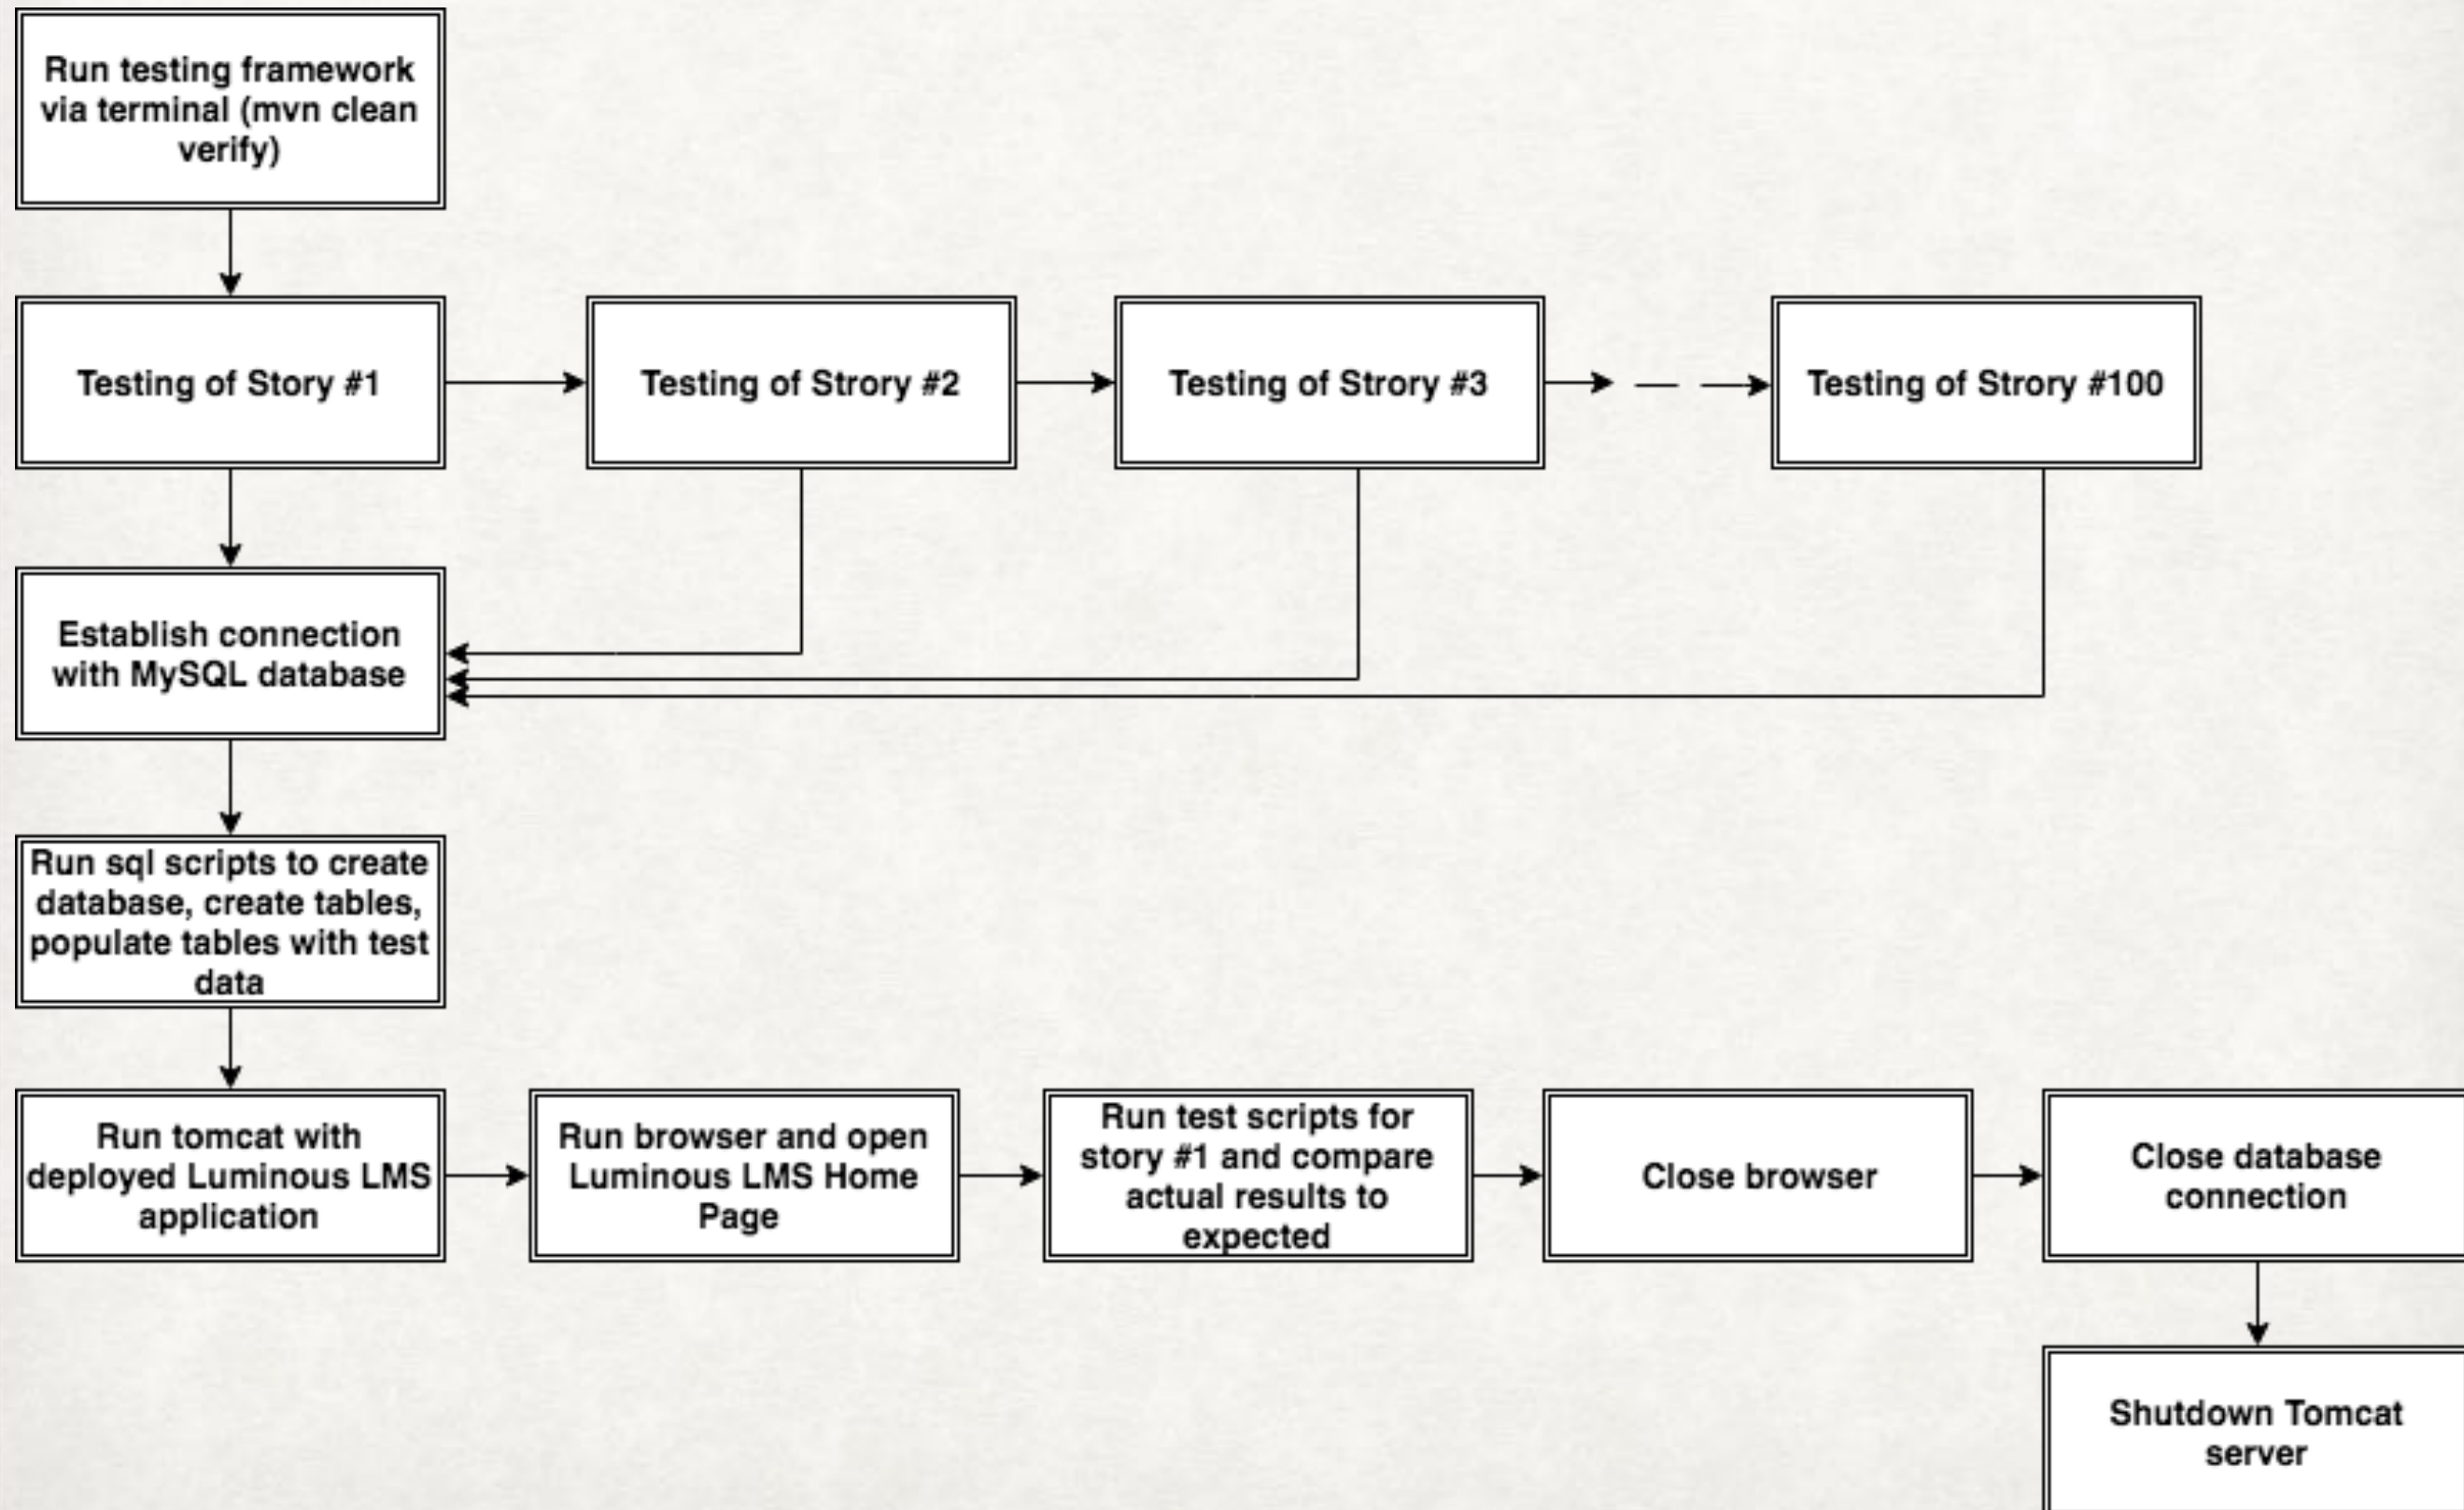 Run testing framework
via terminal (mvn clean
verify)
Testing of Story #1
Testing of Strory #2
Testing of Strory #3
Testing of Strory #100
Establish connection
with MySQL database
Run sql scripts to create
database, create tables,
populate tables with test
data
Run tomcat with
deployed Luminous LMS
application
Run browser and open
Luminous LMS Home
Page
Run test scripts for
story #1 and compare
actual results to
expected
Close browser
Close database
connection
Shutdown Tomcat
server